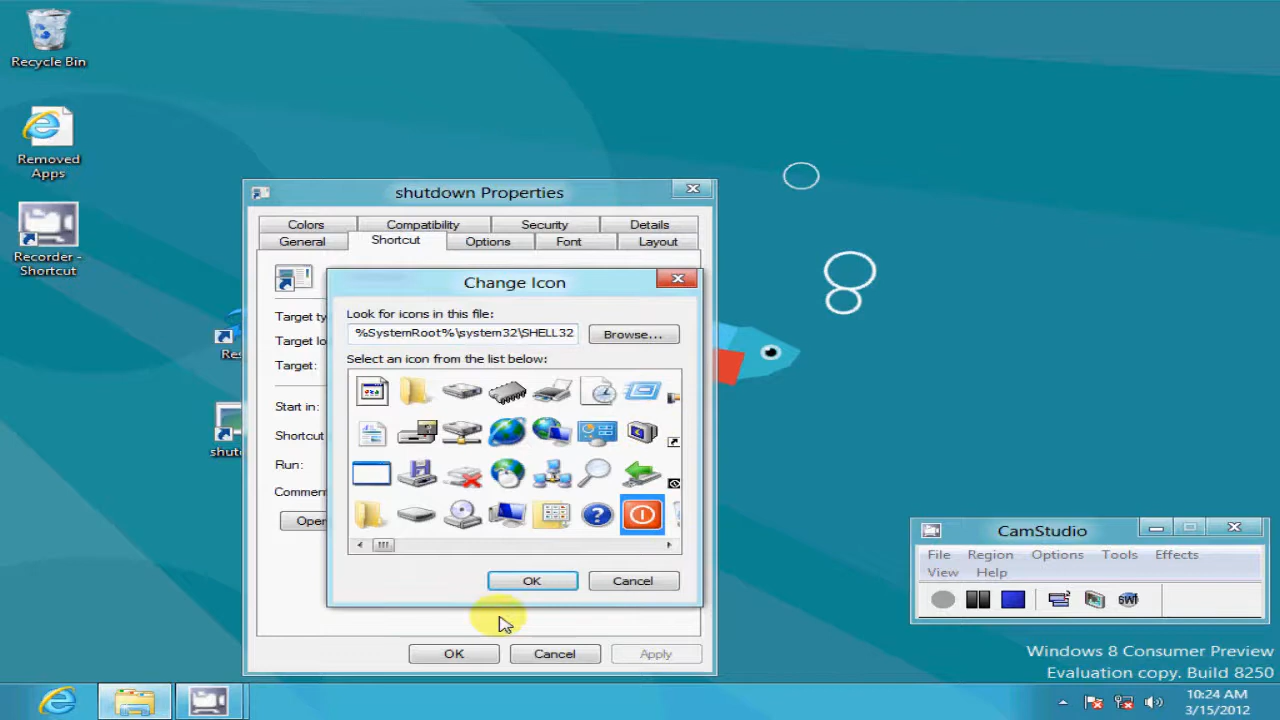 Recycle Bin
Removed
Apps
Recorder -
Shortcut
Res
shutd
shutdown Properties
Colors
Compatibility
Security
Details
General
Shortcut
Options
Font
Layout
Target ty
Target lo
Target:
Start in:
Shortcut
Run:
Commen
Open
Change Icon
Look for icons in this file:
%SystemRoot%\system32\SHELL32
Browse...
Select an icon from the list below:
OK
Cancel
OK
Cancel
Apply
CamStudio
File Region Options Tools Effects
View Help
SWF
Windows 8 Consumer Preview
Evaluation copy. Build 8250
10:24 AM
3/15/2012